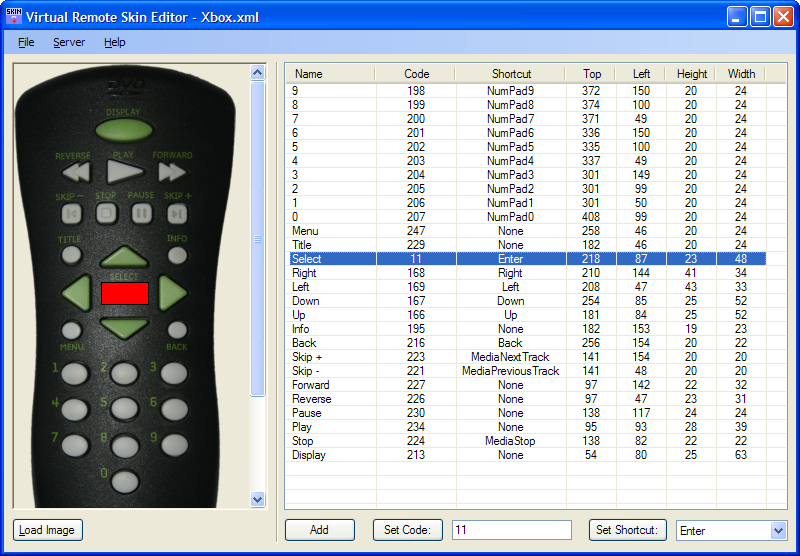 SKIN Virtual Remote Skin Editor - Xbox.xml
File Server Help
DVD
DISPLAY
REVERSE PLAY FORWARD
SKIP - STOP PAUSE SKIP +
TITLE INFO
SELECT
MENU BACK
1 2 3
4 5 6
7 8 9
0
Load Image
Name Code Shortcut Top Left Height Width
9 198 NumPad9 372 150 20 24
8 199 NumPad8 374 100 20 24
7 200 NumPad7 371 49 20 24
6 201 NumPad6 336 150 20 24
5 202 NumPad5 335 100 20 24
4 203 NumPad4 337 49 20 24
3 204 NumPad3 301 149 20 24
2 205 NumPad2 301 99 20 24
1 206 NumPad1 301 50 20 24
0 207 NumPad0 408 99 20 24
Menu 247 None 258 46 20 24
Title 229 None 182 46 20 24
Select 11 Enter 218 87 23 48
Right 168 Right 210 144 41 34
Left 169 Left 208 47 43 33
Down 167 Down 254 85 25 52
Up 166 Up 181 84 25 52
Info 195 None 182 153 19 23
Back 216 Back 256 154 20 22
Skip + 223 MediaNextTrack 141 154 20 20
Skip - 221 MediaPreviousTrack 141 48 20 20
Forward 227 None 97 142 22 32
Reverse 226 None 97 47 23 31
Pause 230 None 138 117 24 24
Play 234 None 95 93 28 39
Stop 224 MediaStop 138 82 22 22
Display 213 None 54 80 25 63
Add Set Code: 11 Set Shortcut: Enter